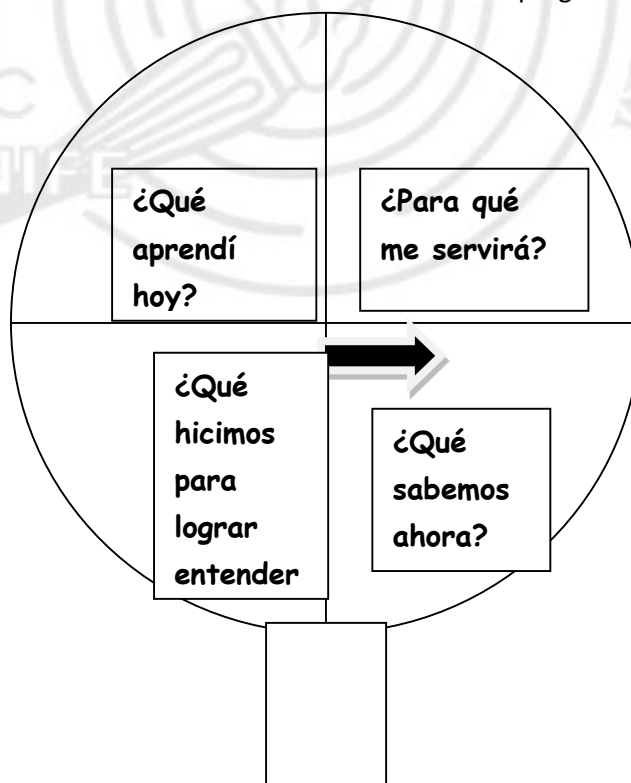 ¿Qué
aprendí
hoy?
¿Para qué
me servirá?
¿Qué
hicimos
para
lograr
entender
¿Qué
sabemos
ahora?